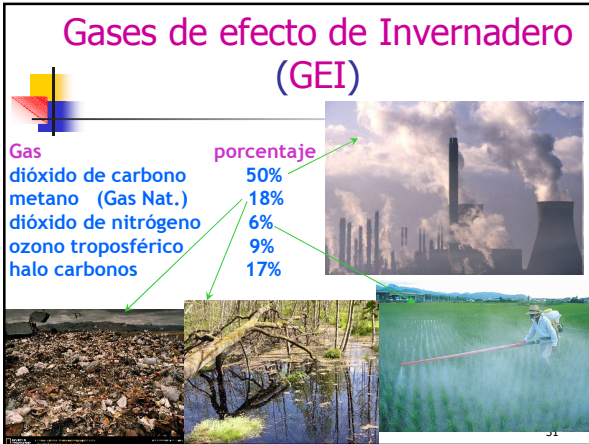 Gases de efecto de Invernadero
(GEI)
Gas porcentaje
dióxido de carbono 50%
metano (Gas Nat.) 18%
dióxido de nitrógeno 6%
ozono troposférico 9%
halo carbonos 17%